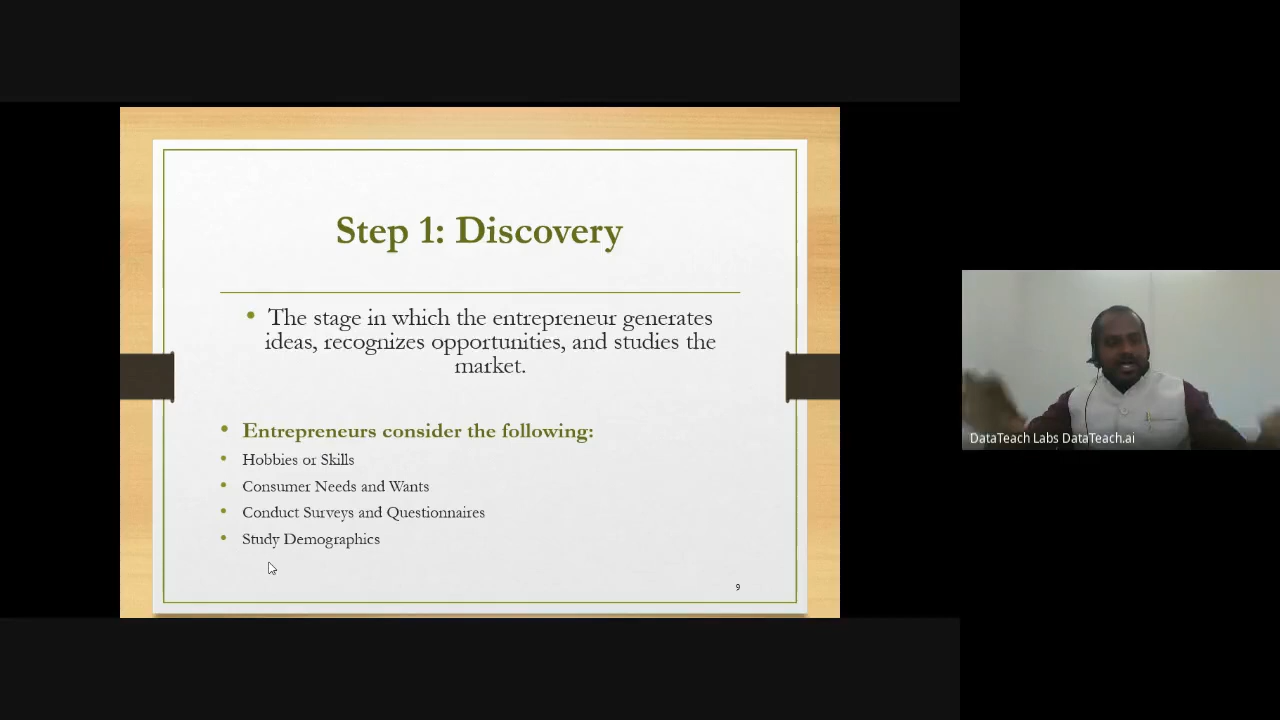 Step 1: Discovery
• The stage in which the entrepreneur generates
ideas, recognizes opportunities, and studies the
market.
• Entrepreneurs consider the following:
• Hobbies or Skills
• Consumer Needs and Wants
• Conduct Surveys and Questionnaires
• Study Demographics
9
DataTeach Labs DataTeach.ai